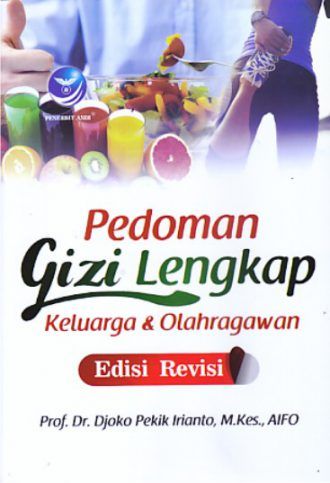 PENERBIT ANDI
Pedoman
Gizi Lengkap
Keluarga & Olahragawan
Edisi Revisi
Prof. Dr. Djoko Pekik Irianto, M.Kes., AIFO